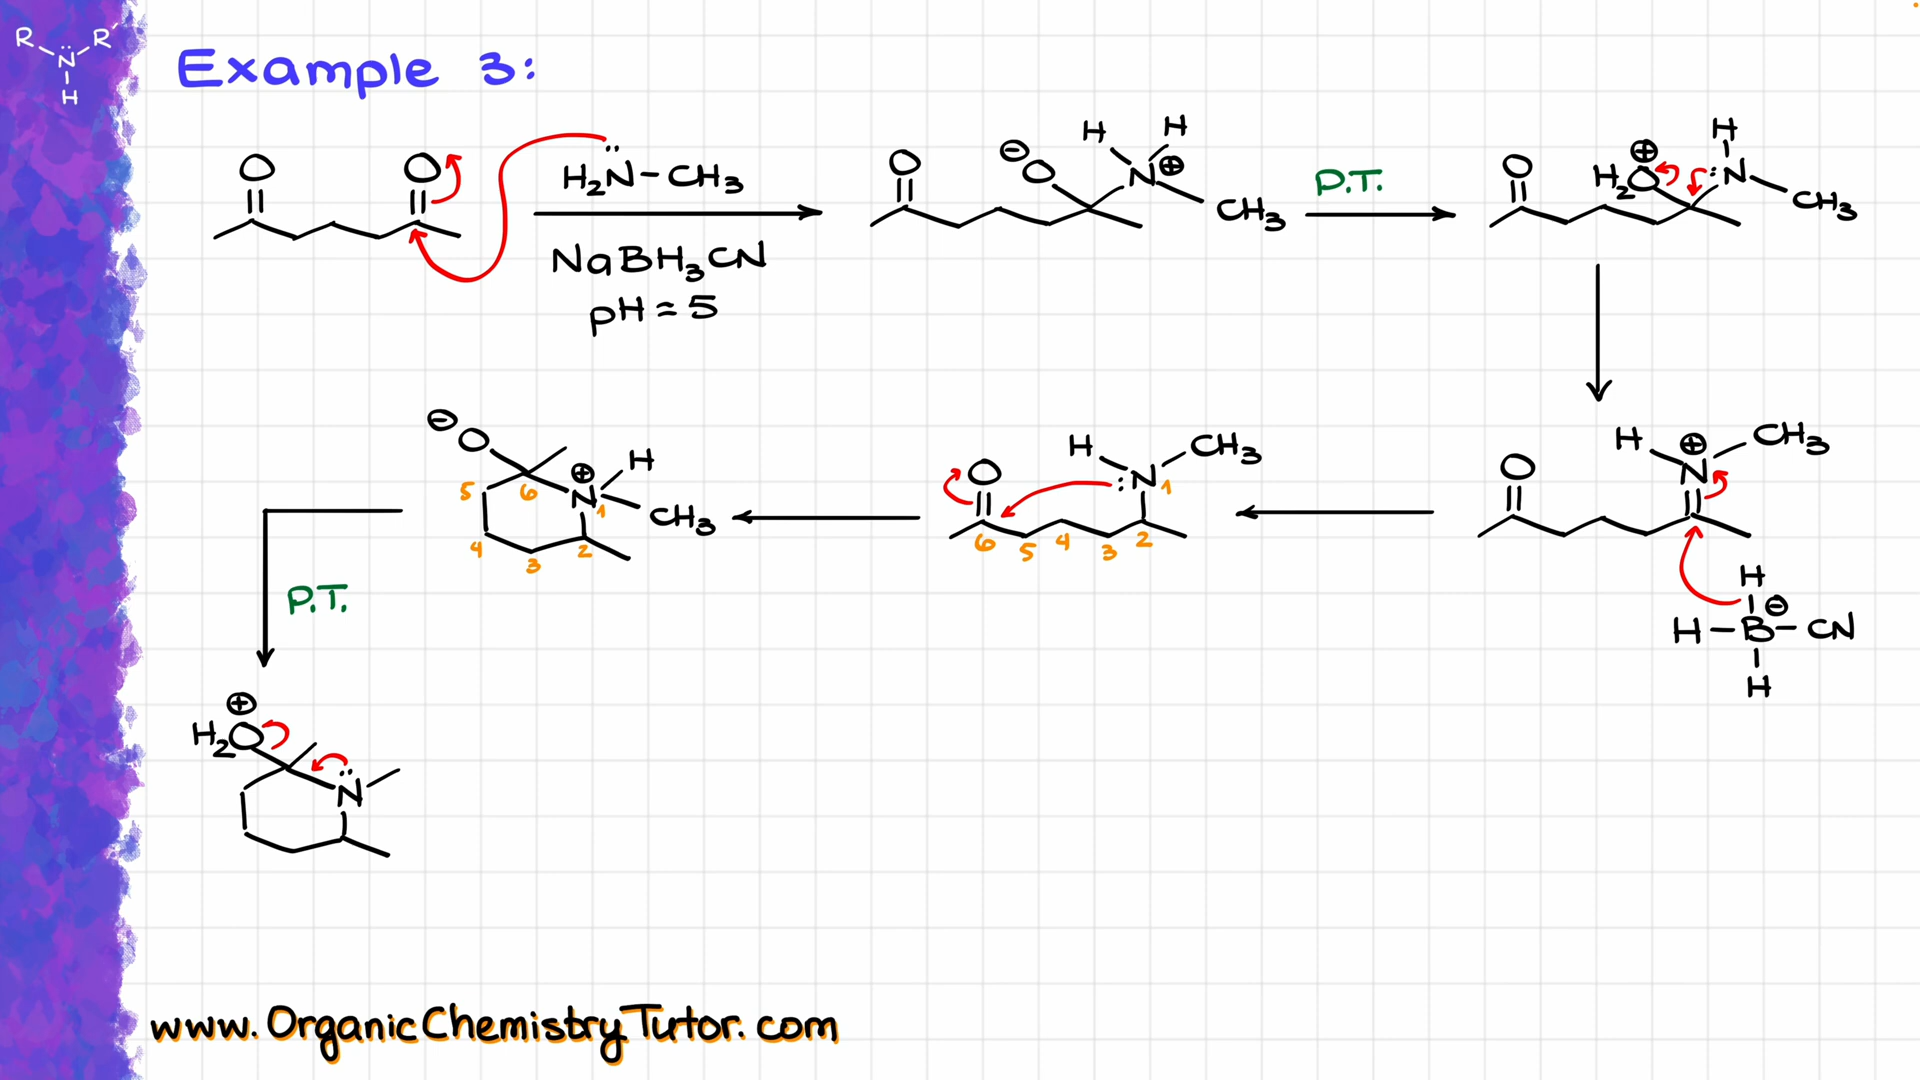 R N̈ R'
H
Example 3:
O O H₂N̈-CH₃
NaBH₃CN
pH ≈ 5
O ⊖ O H H N ⊕ CH₃
P.T.
O ⊕ H₂O :N H CH₃
O H N ⊕ CH₃
H
H-B-CN ⊖
H
O H :N CH₃
6 5 4 3 2 1
⊖ O ⊕ N H CH₃
5 6 1 4 3 2
P.T.
⊕
H₂O N̈
www.OrganicChemistryTutor.com